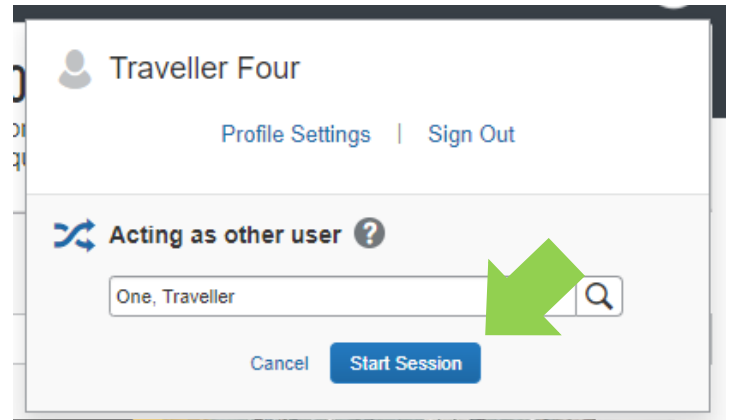 Traveller Four
Profile Settings | Sign Out
Acting as other user ?
One, Traveller
Cancel Start Session